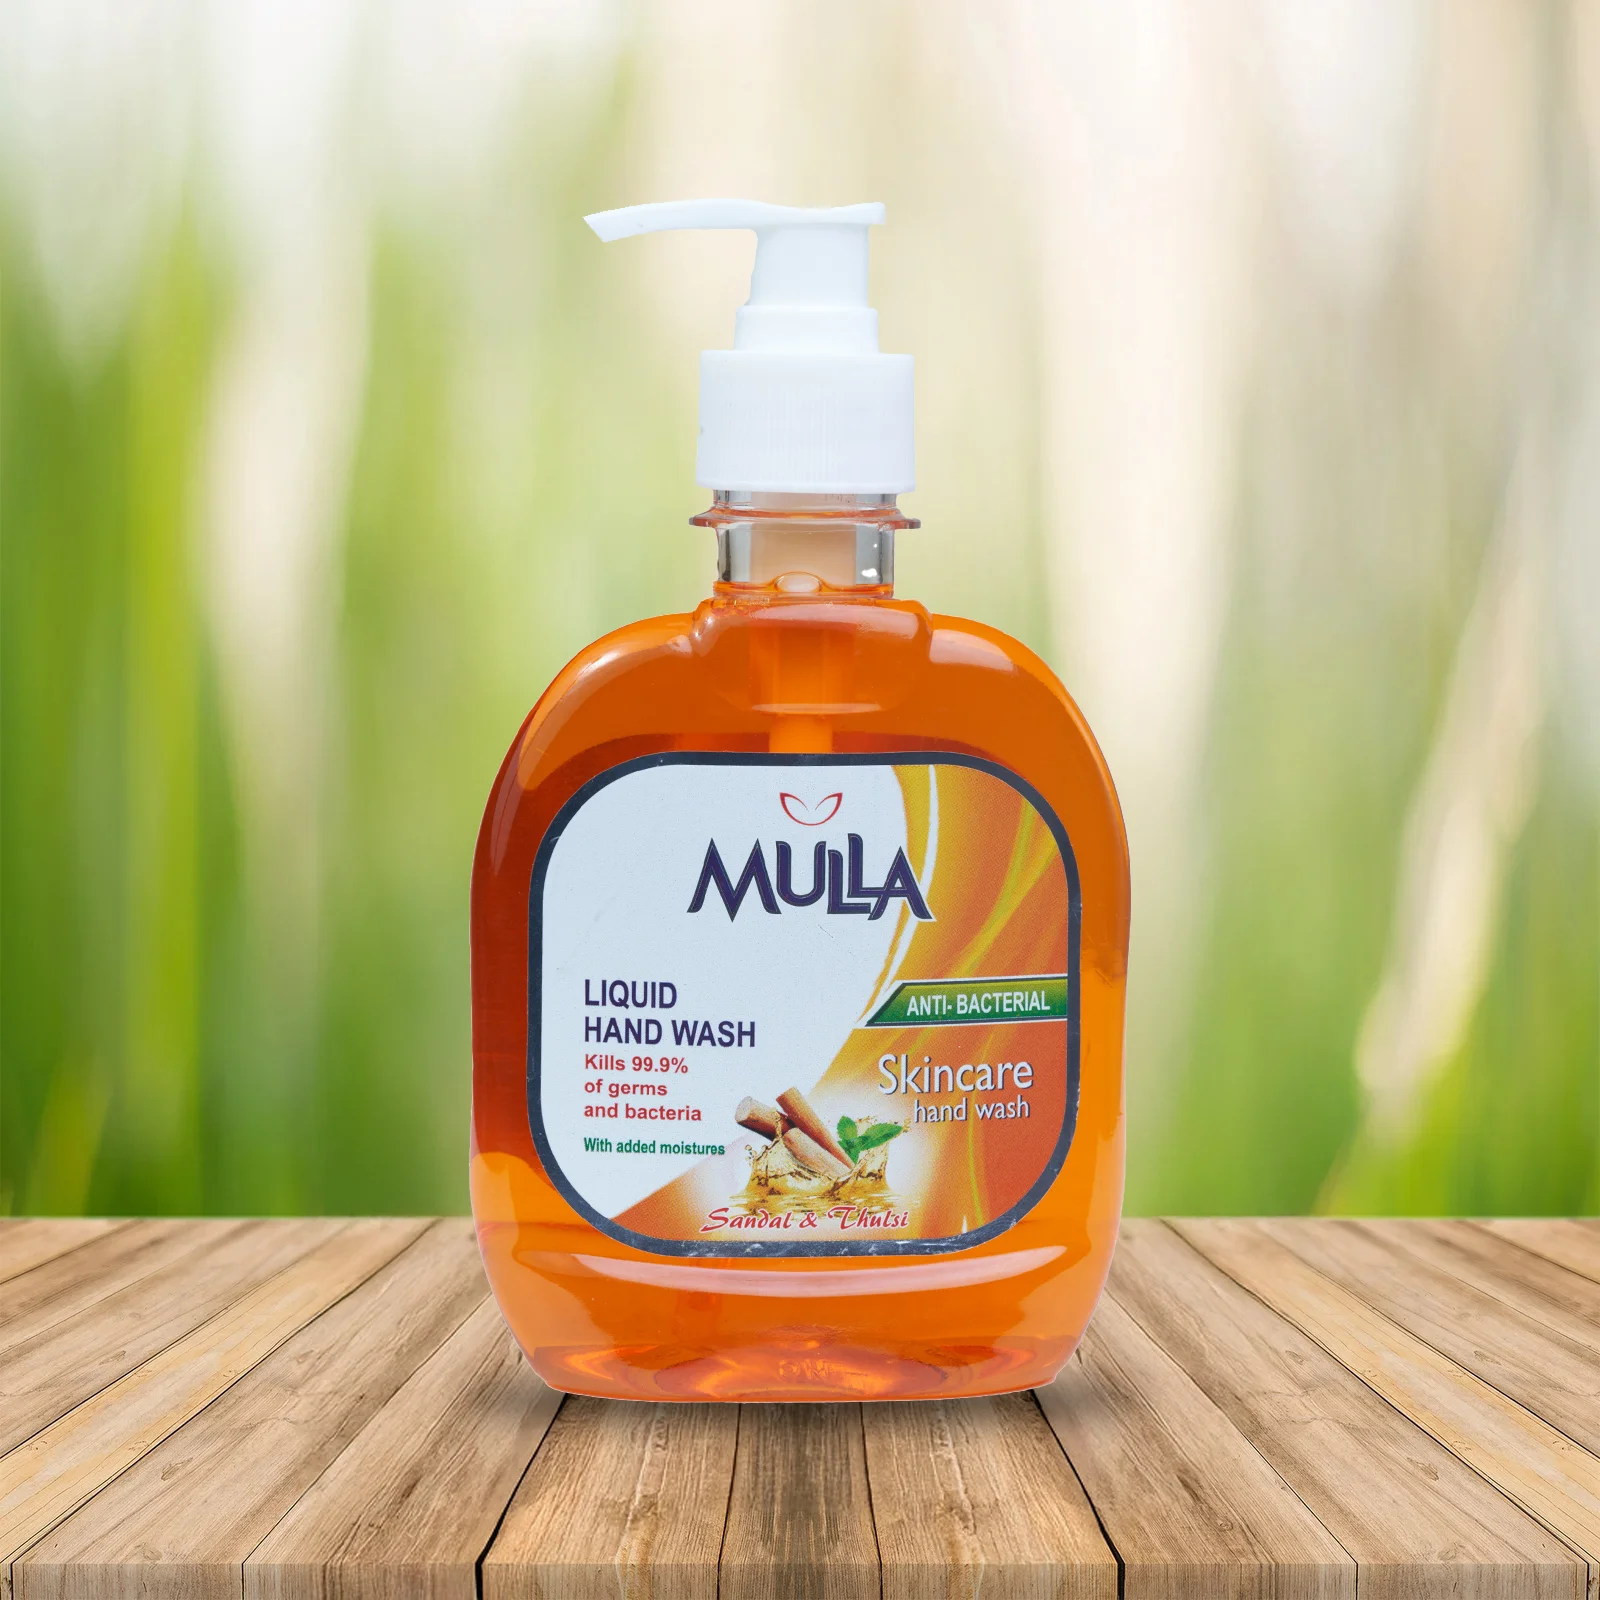 MULLA
LIQUID
HAND WASH
Kills 99.9%
of germs
and bacteria
With added moistures
ANTI- BACTERIAL
Skincare
hand wash
Sandal & Thulsi